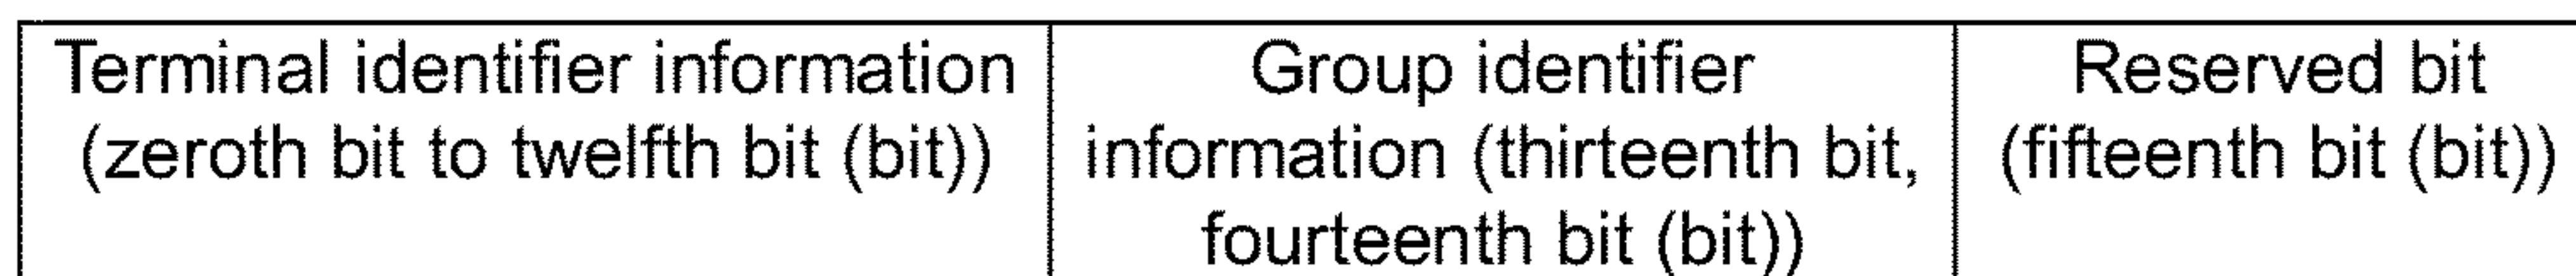 Terminal identifier information
(zeroth bit to twelfth bit (bit))
Group identifier
information (thirteenth bit,
fourteenth bit (bit))
Reserved bit
(fifteenth bit (bit))